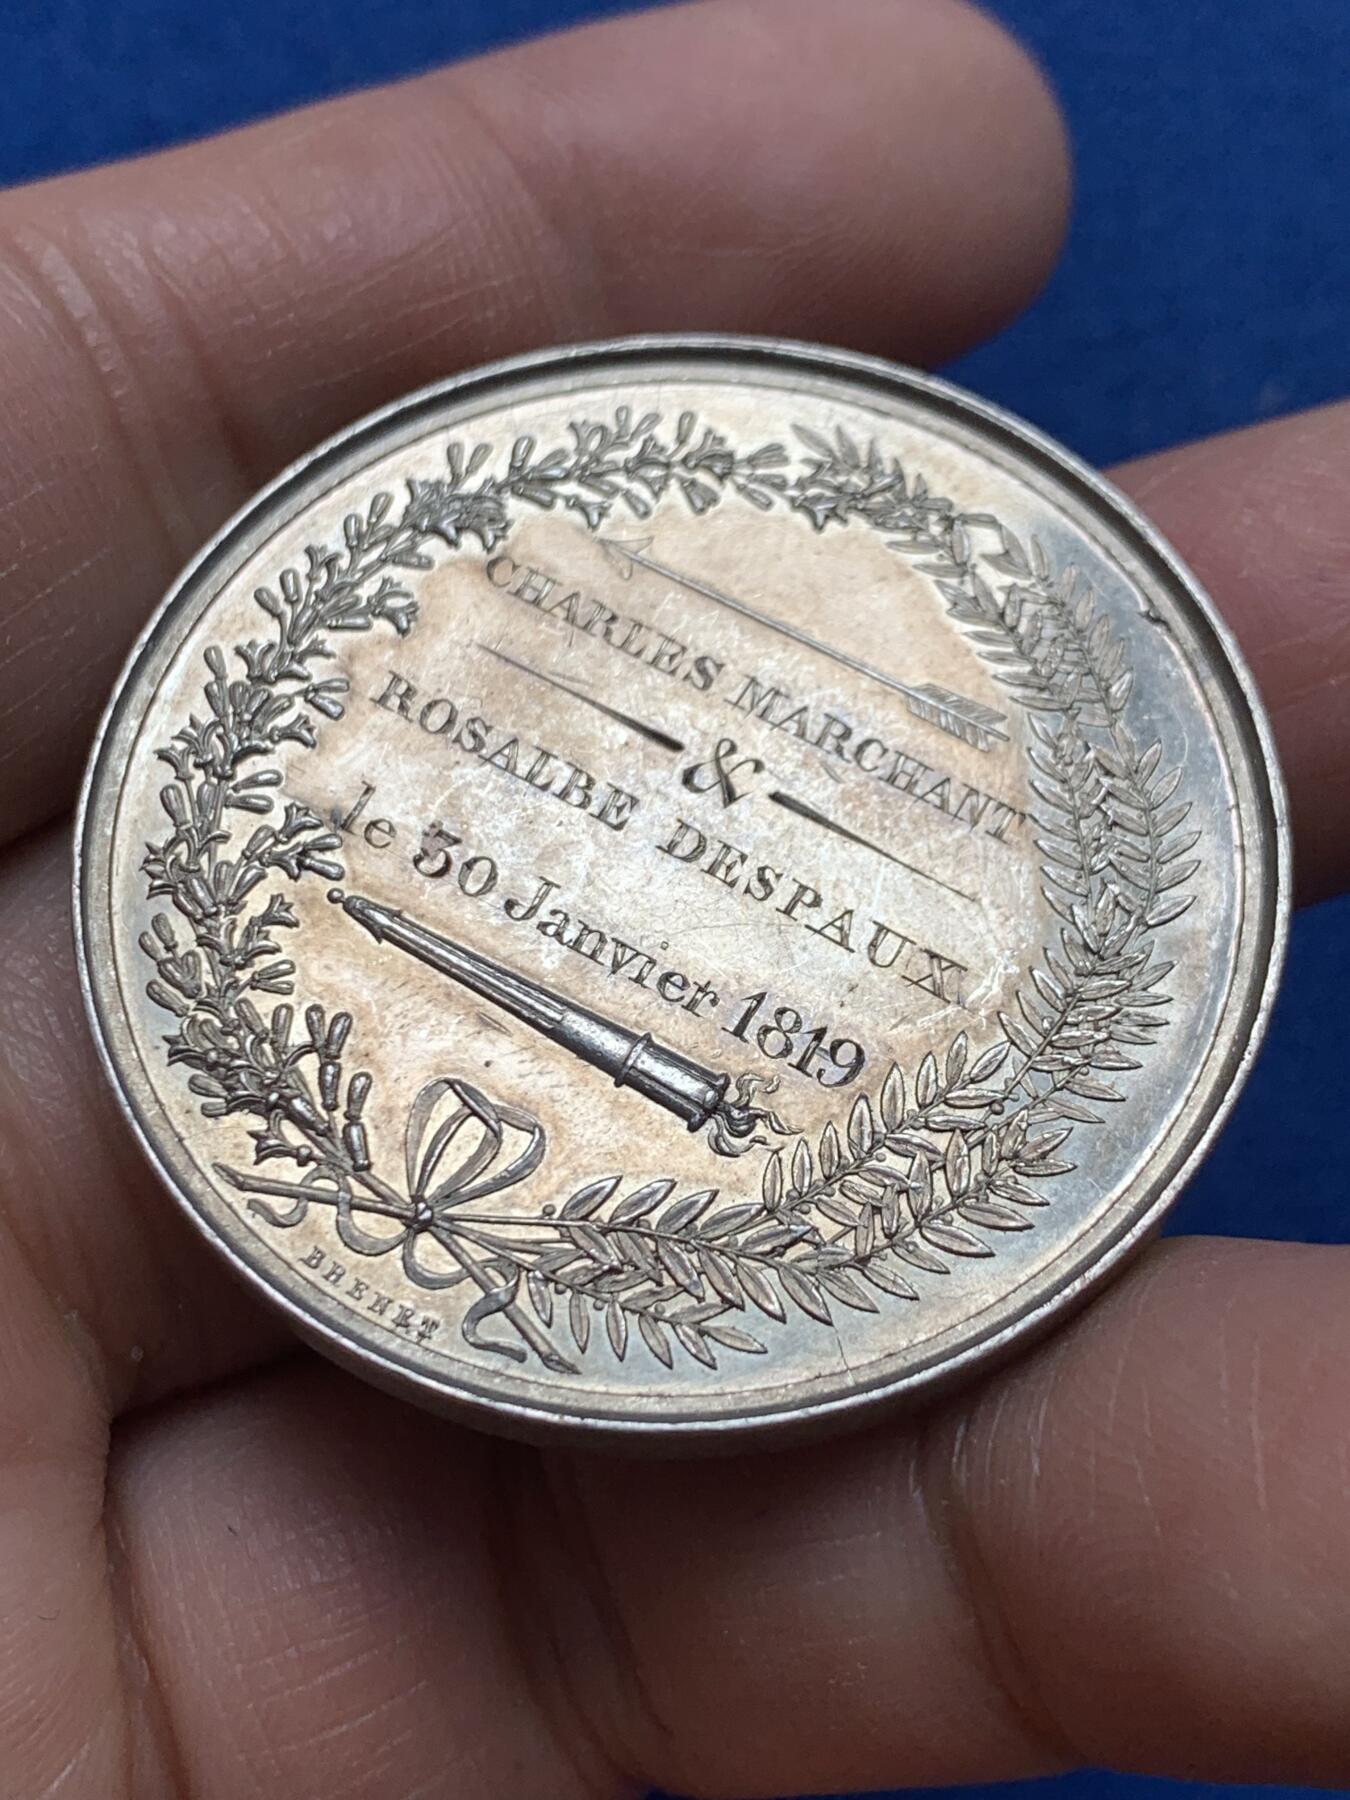 CHARLES MARCHANT
&
ROSALBE DESPAUX
le 30 Janvier 1819
BRENET